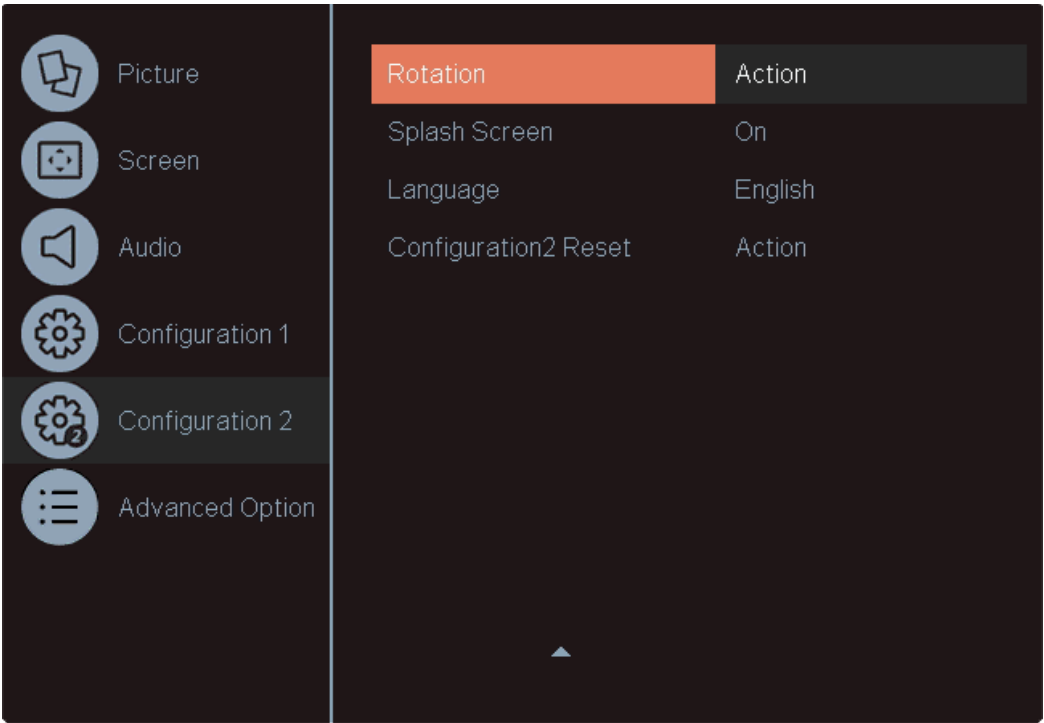 Picture
Screen
Audio
Configuration 1
Configuration 2
2
Advanced Option
Rotation Action
Splash Screen On
Language English
Configuration2 Reset Action